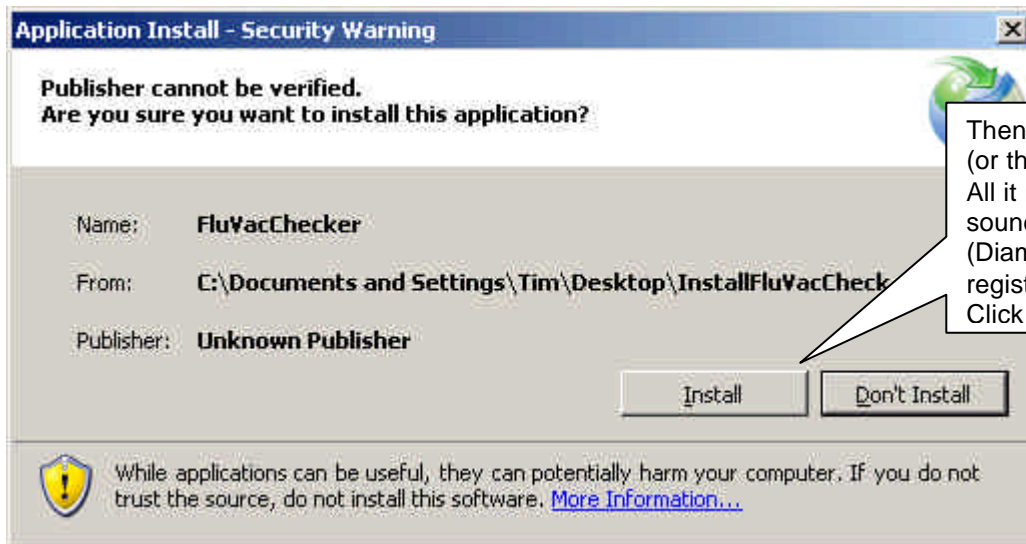 Application Install - Security Warning
Publisher cannot be verified.
Are you sure you want to install this application?
Then
(or
All it
Name: FluVacChecker
From: C:\Documents and Settings\Tim\Desktop\InstallFluVacCheck
Click
Publisher: Unknown Publisher
Install Don't Install
While applications can be useful, they can potentially harm your computer. If you do not
trust the source, do not install this software. More Information...